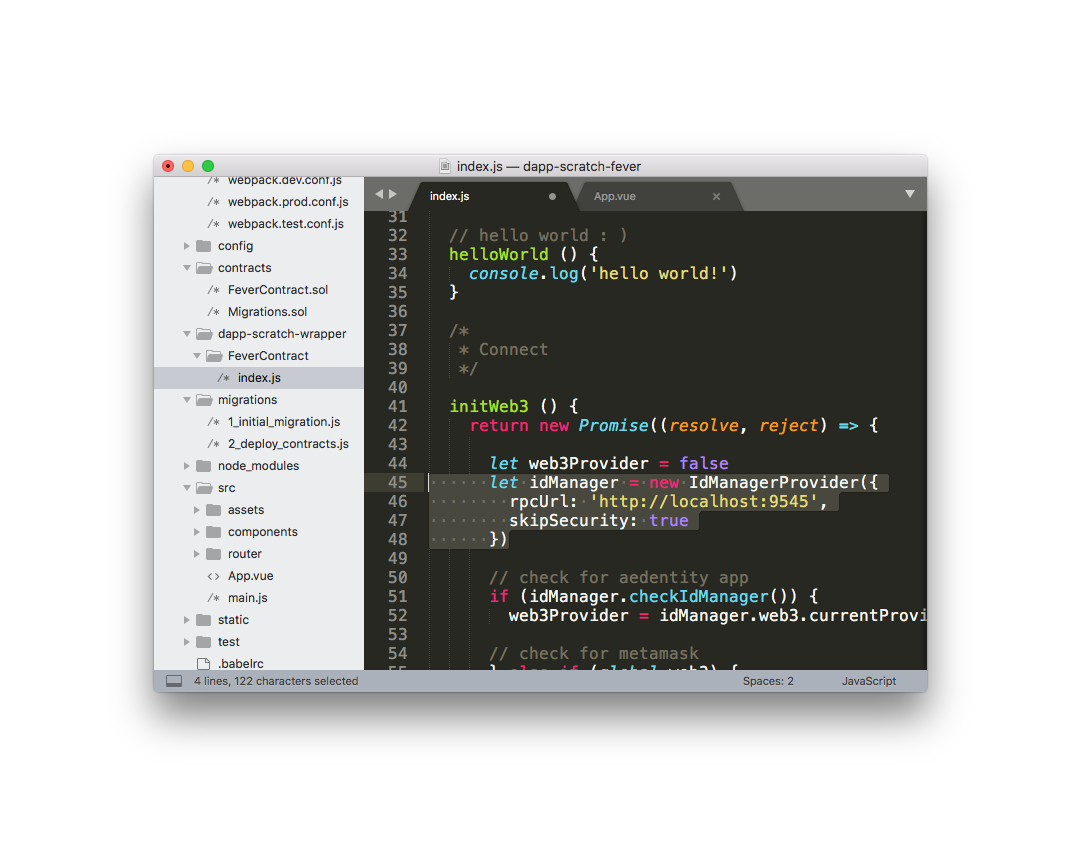 index.js — dapp-scratch-fever
/* webpack.dev.conf.js
/* webpack.prod.conf.js
/* webpack.test.conf.js
config
contracts
/* FeverContract.sol
/* Migrations.sol
dapp-scratch-wrapper
FeverContract
/* index.js
migrations
/* 1_initial_migration.js
/* 2_deploy_contracts.js
node_modules
src
assets
components
router
<> App.vue
/* main.js
static
test
.babelrc
index.js
App.vue
31
32 // hello world : )
33 helloWorld () {
34 console.log('hello world!')
35 }
36
37 /*
38 * Connect
39 */
40
41 initWeb3 () {
42 return new Promise((resolve, reject) => {
43
44 let web3Provider = false
45 let idManager = new IdManagerProvider({
46 rpcUrl: 'http://localhost:9545',
47 skipSecurity: true
48 })
49
50 // check for aedentity app
51 if (idManager.checkIdManager()) {
52 web3Provider = idManager.web3.currentProvi
53
54 // check for metamask
55 } else if (global.web3) {
4 lines, 122 characters selected
Spaces: 2
JavaScript